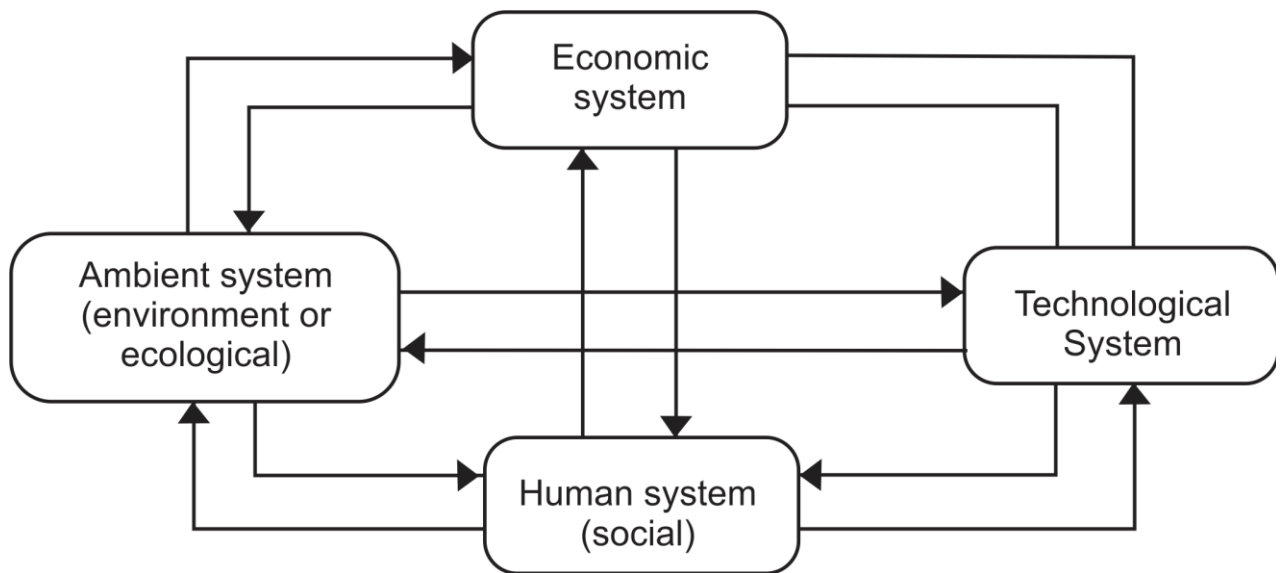 Economic
system
Ambient system
(environment or
ecological)
Technological
System
Human system
(social)